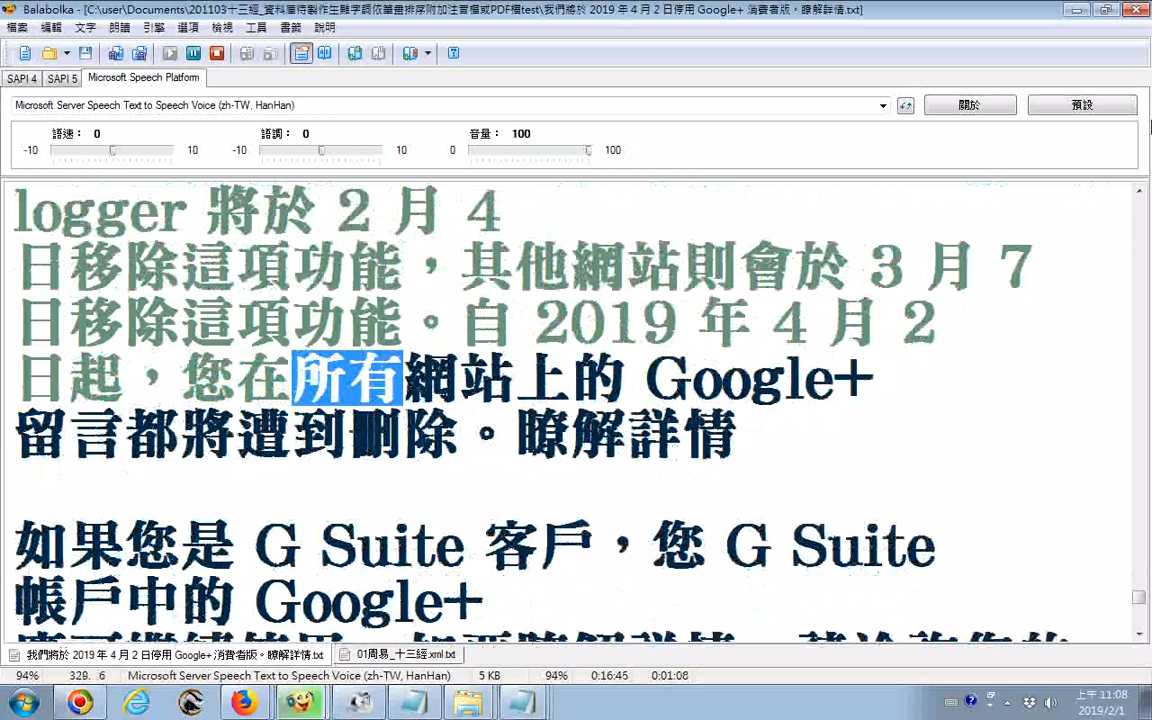 Balabolka - [C:\user\Documents\201103十三經_資料庫待製作生難字詞依筆畫排序附加注音檔或PDF檔test\我們將於 2019 年 4 月 2 日停用 Google+ 消費者版。瞭解詳情.txt]
檔案 編輯 文字 朗讀 引擎 選項 檢視 工具 書籤 說明
SAPI 4 SAPI 5 Microsoft Speech Platform
Microsoft Server Speech Text to Speech Voice (zh-TW, HanHan) 關於 預設
語速： 0 語調： 0 音量： 100
-10 10 -10 10 0 100
logger 將於 2 月 4
日移除這項功能，其他網站則會於 3 月 7
日移除這項功能。自 2019 年 4 月 2
日起，您在所有網站上的 Google+
留言都將遭到刪除。瞭解詳情
如果您是 G Suite 客戶，您 G Suite
帳戶中的 Google+
我們將於 2019 年 4 月 2 日停用 Google+ 消費者版。瞭解詳情.txt 01周易_十三經.xml.txt
94% 328: 6 Microsoft Server Speech Text to Speech Voice (zh-TW, HanHan) 5 KB 94% 0:16:45 0:01:08
上午 11:08
2019/2/1